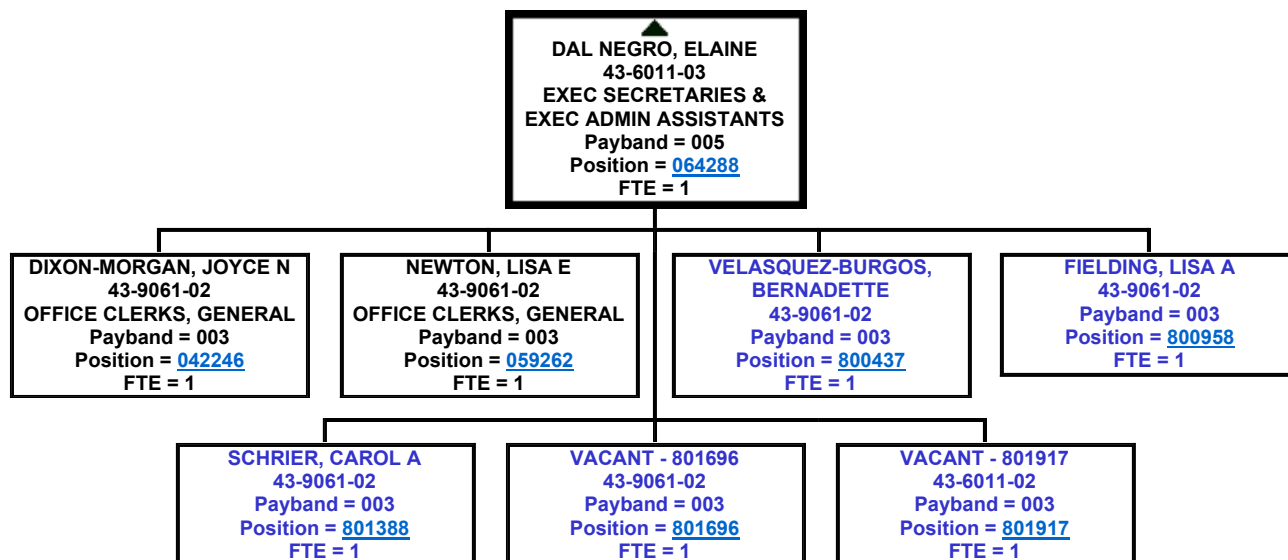 DAL NEGRO, ELAINE
43-6011-03
EXEC SECRETARIES &
EXEC ADMIN ASSISTANTS
Payband = 005
Position = 064288
FTE = 1
DIXON-MORGAN, JOYCE N
43-9061-02
OFFICE CLERKS, GENERAL
Payband = 003
Position = 042246
FTE = 1
NEWTON, LISA E
43-9061-02
OFFICE CLERKS, GENERAL
Payband = 003
Position = 059262
FTE = 1
VELASQUEZ-BURGOS,
BERNADETTE
43-9061-02
Payband = 003
Position = 800437
FTE = 1
FIELDING, LISA A
43-9061-02
Payband = 003
Position = 800958
FTE = 1
SCHRIER, CAROL A
43-9061-02
Payband = 003
Position = 801388
FTE = 1
VACANT - 801696
43-9061-02
Payband = 003
Position = 801696
FTE = 1
VACANT - 801917
43-6011-02
Payband = 003
Position = 801917
FTE = 1